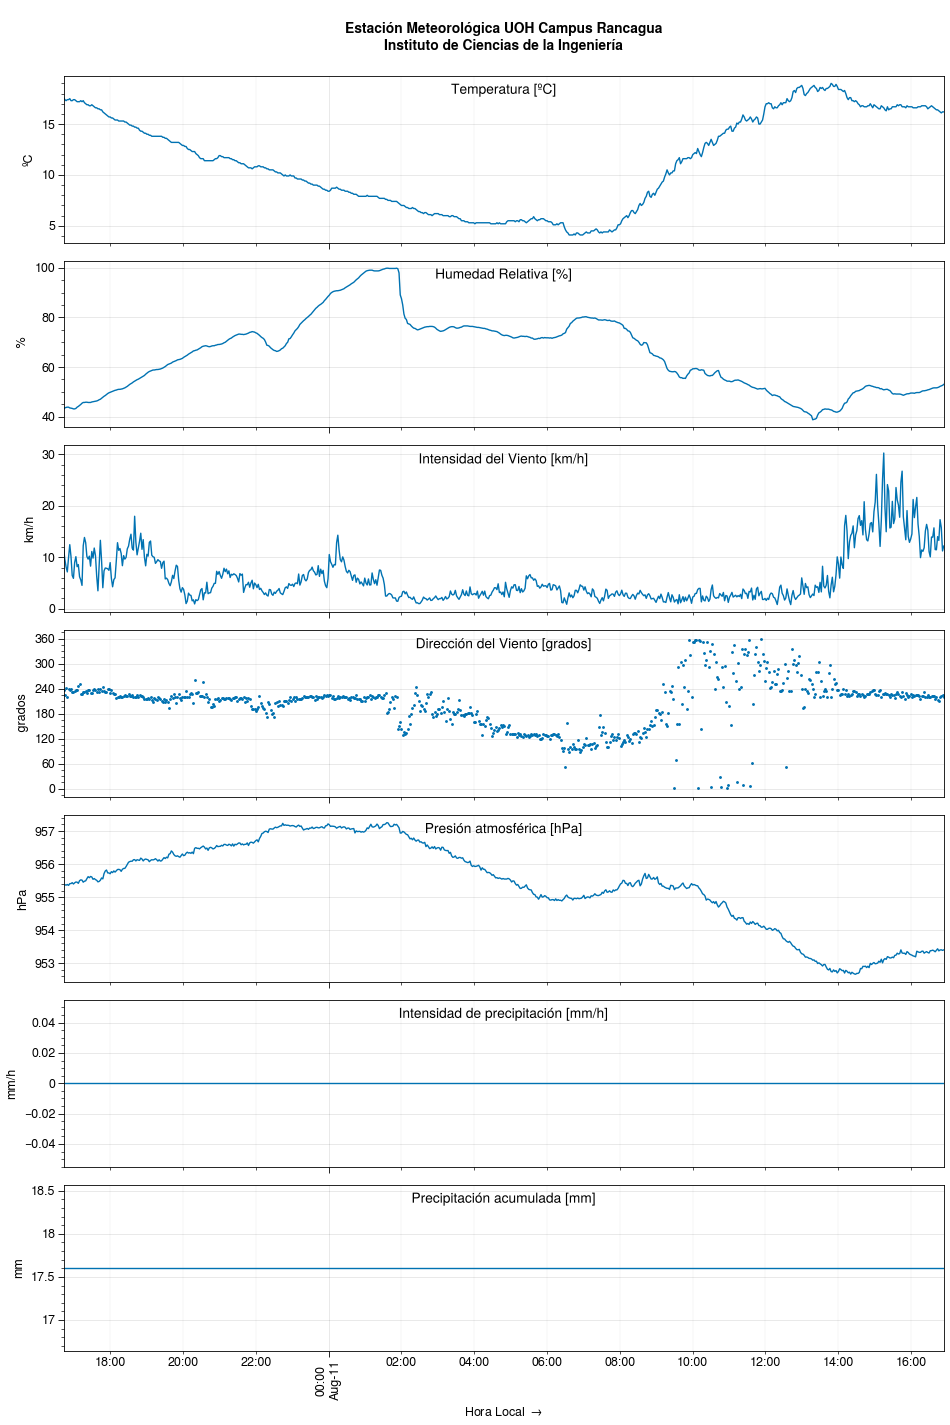 Estación Meteorológica UOH Campus Rancagua
Instituto de Ciencias de la Ingeniería
Temperatura [ºC]
ºC
15
10
5
Humedad Relativa [%]
%
100
80
60
40
Intensidad del Viento [km/h]
km/h
30
20
10
0
Dirección del Viento [grados]
grados
360
300
240
180
120
60
0
Presión atmosférica [hPa]
hPa
957
956
955
954
953
Intensidad de precipitación [mm/h]
mm/h
0.04
0.02
0
−0.02
−0.04
Precipitación acumulada [mm]
mm
18.5
18
17.5
17
18:00 20:00 22:00 00:00 02:00 04:00 06:00 08:00 10:00 12:00 14:00 16:00
Aug-11
Hora Local →